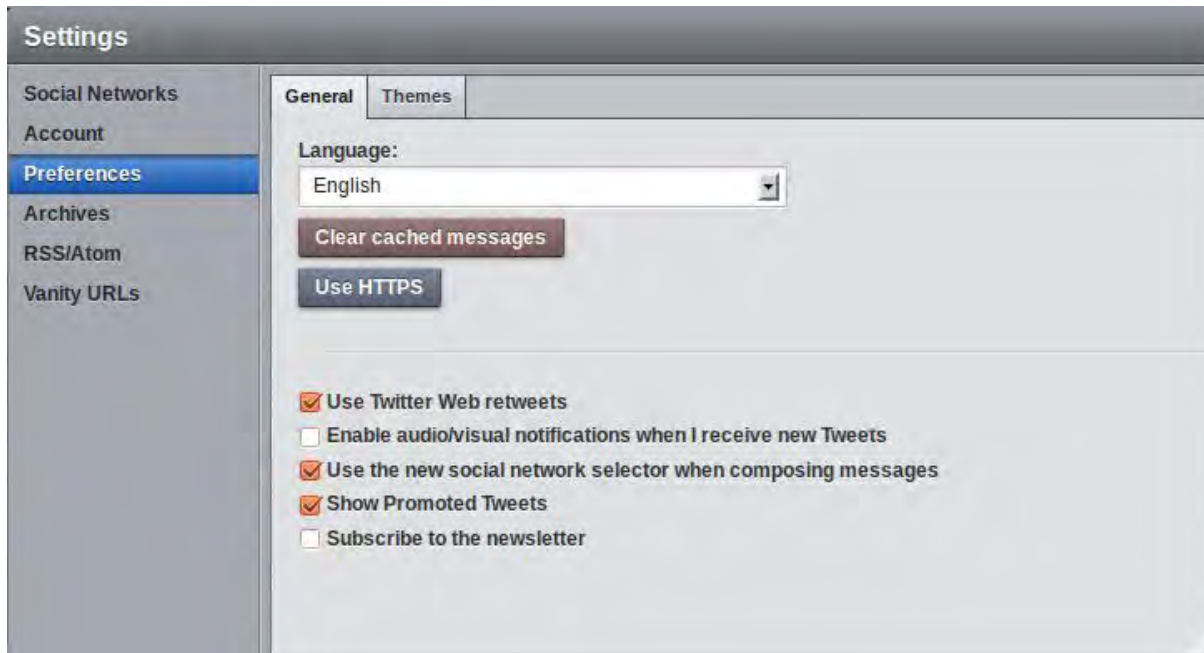 Settings
Social Networks
Account
Preferences
Archives
RSS/Atom
Vanity URLs
General Themes
Language:
English
Clear cached messages
Use HTTPS
Use Twitter Web retweets
Enable audio/visual notifications when I receive new Tweets
Use the new social network selector when composing messages
Show Promoted Tweets
Subscribe to the newsletter